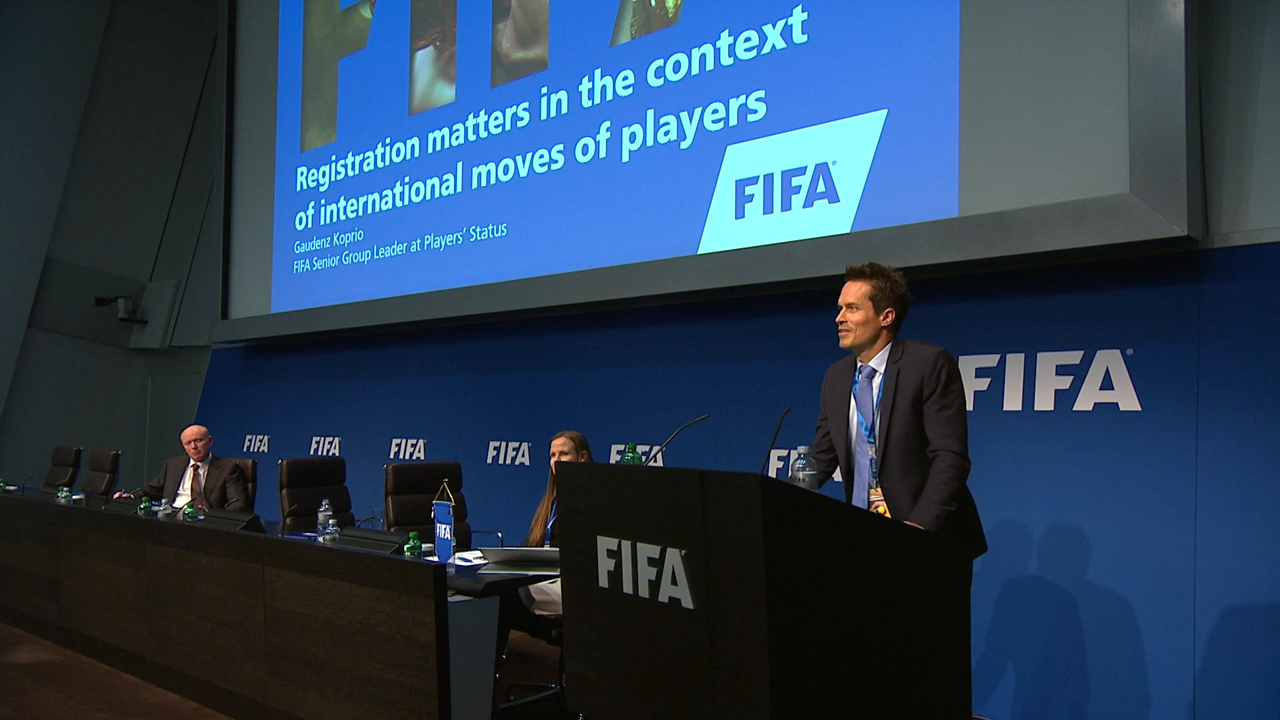 FIFA
Registration matters in the context
of international moves of players
Gaudenz Koprio
FIFA Senior Group Leader at Players' Status
FIFA
FIFA
FIFA
FIFA
FIFA
FIFA
FIFA
FIFA
FIFA